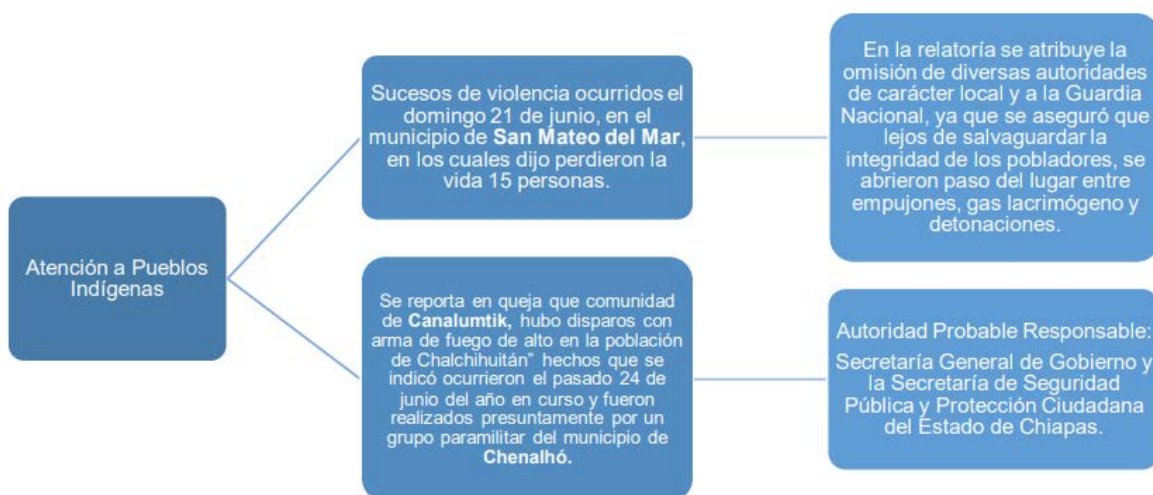 Atención a Pueblos
Indígenas
Sucesos de violencia ocurridos el
domingo 21 de junio, en el
municipio de San Mateo del Mar,
en los cuales dijo perdieron la
vida 15 personas.
En la relatoría se atribuye la
omisión de diversas autoridades
de carácter local y a la Guardia
Nacional, ya que se aseguró que
lejos de salvaguardar la
integridad de los pobladores, se
abrieron paso del lugar entre
empujones, gas lacrimógeno y
detonaciones.
Se reporta en queja que comunidad
de Canalumtik, hubo disparos con
arma de fuego de alto en la población
de Chalchihuitán” hechos que se
indicó ocurrieron el pasado 24 de
junio del año en curso y fueron
realizados presuntamente por un
grupo paramilitar del municipio de
Chenalhó.
Autoridad Probable Responsable:
Secretaría General de Gobierno y
la Secretaría de Seguridad
Pública y Protección Ciudadana
del Estado de Chiapas.